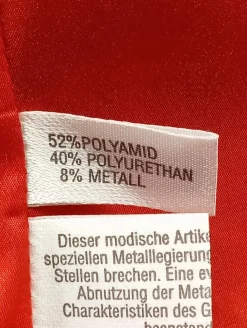 52%POLYAMID
40% POLYURETHAN
8% METALL
Dieser modische Artike
speziellen Metalllegierung
Stellen brechen. Eine ev
Abnutzung der Meta
Charakteristiken des G